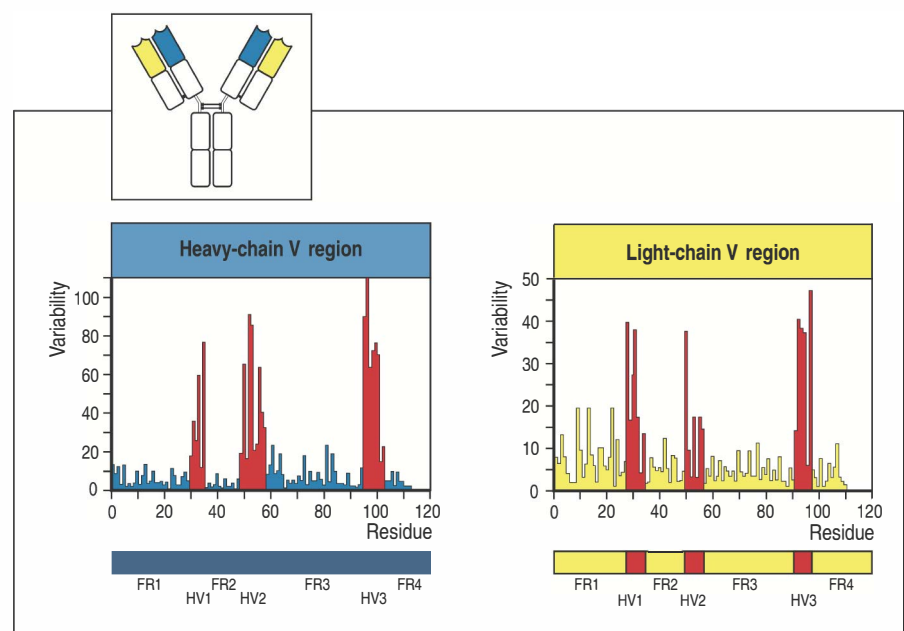 Heavy-chain V region
Variability
100
80
60
40
20
0
0 20 40 60 80 100 120
Residue
FR1 FR2 FR3 FR4
HV1 HV2 HV3
Light-chain V region
Variability
50
40
30
20
10
0
0 20 40 60 80 100 120
Residue
FR1 FR2 FR3 FR4
HV1 HV2 HV3